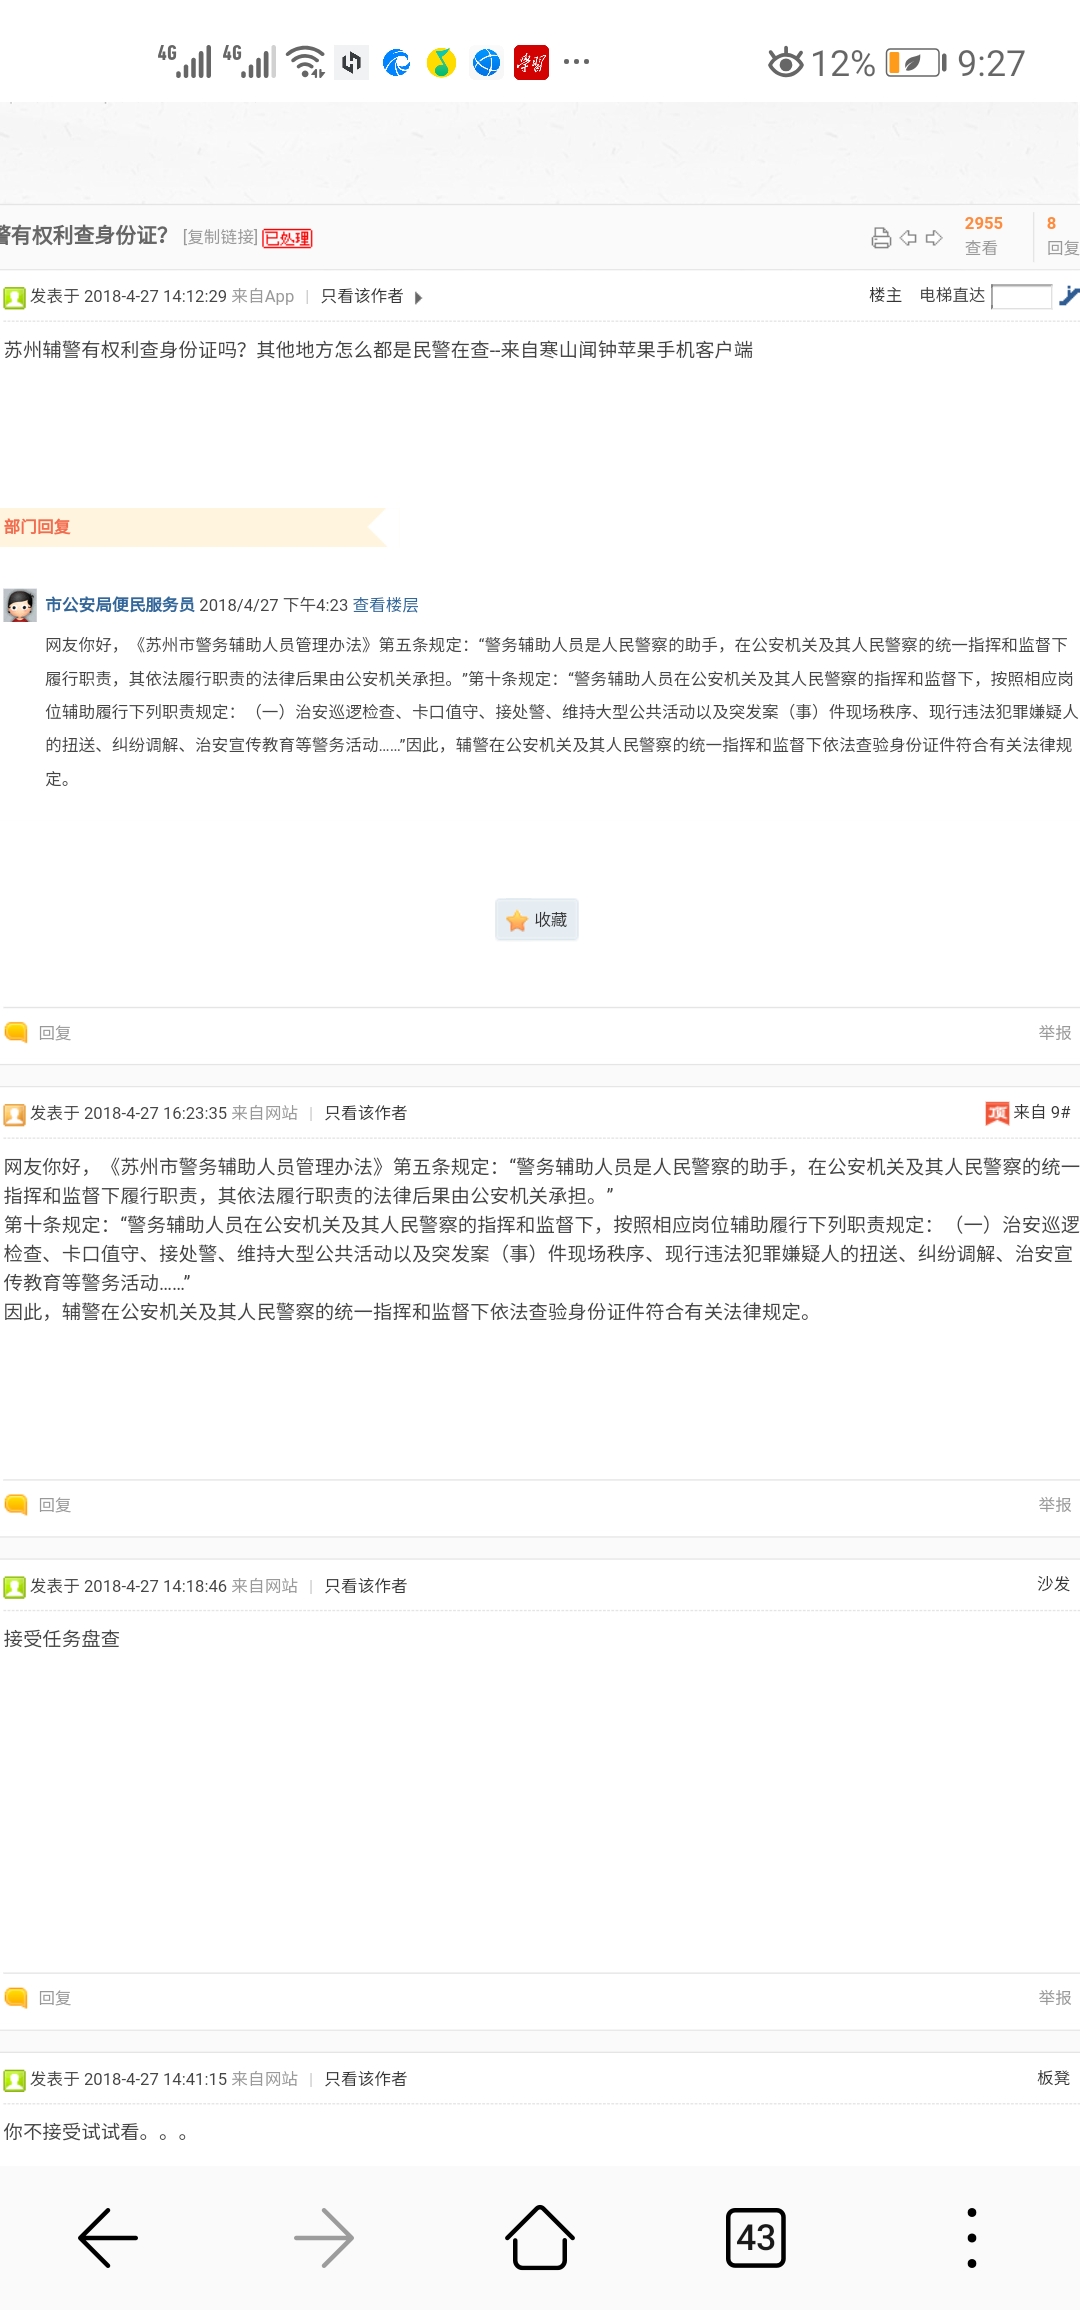 4G 4G 学习 12% 9:27
警有权利查身份证? [复制链接] 已处理 2955 8
查看 回复
发表于 2018-4-27 14:12:29 来自App | 只看该作者 楼主 电梯直达
苏州辅警有权利查身份证吗?其他地方怎么都是民警在查--来自寒山闻钟苹果手机客户端
部门回复
市公安局便民服务员 2018/4/27 下午4:23 查看楼层
网友你好,《苏州市警务辅助人员管理办法》第五条规定:“警务辅助人员是人民警察的助手,在公安机关及其人民警察的统一指挥和监督下
履行职责,其依法履行职责的法律后果由公安机关承担。”第十条规定:“警务辅助人员在公安机关及其人民警察的指挥和监督下,按照相应岗
位辅助履行下列职责规定:(一)治安巡逻检查、卡口值守、接处警、维持大型公共活动以及突发案(事)件现场秩序、现行违法犯罪嫌疑人
的扭送、纠纷调解、治安宣传教育等警务活动……”因此,辅警在公安机关及其人民警察的统一指挥和监督下依法查验身份证件符合有关法律规
定。
收藏
回复 举报
发表于 2018-4-27 16:23:35 来自网站 | 只看该作者 顶 来自 9#
网友你好,《苏州市警务辅助人员管理办法》第五条规定:“警务辅助人员是人民警察的助手,在公安机关及其人民警察的统一
指挥和监督下履行职责,其依法履行职责的法律后果由公安机关承担。”
第十条规定:“警务辅助人员在公安机关及其人民警察的指挥和监督下,按照相应岗位辅助履行下列职责规定:(一)治安巡逻
检查、卡口值守、接处警、维持大型公共活动以及突发案(事)件现场秩序、现行违法犯罪嫌疑人的扭送、纠纷调解、治安宣
传教育等警务活动……”
因此,辅警在公安机关及其人民警察的统一指挥和监督下依法查验身份证件符合有关法律规定。
回复 举报
发表于 2018-4-27 14:18:46 来自网站 | 只看该作者 沙发
接受任务盘查
回复 举报
发表于 2018-4-27 14:41:15 来自网站 | 只看该作者 板凳
你不接受试试看。。。
43